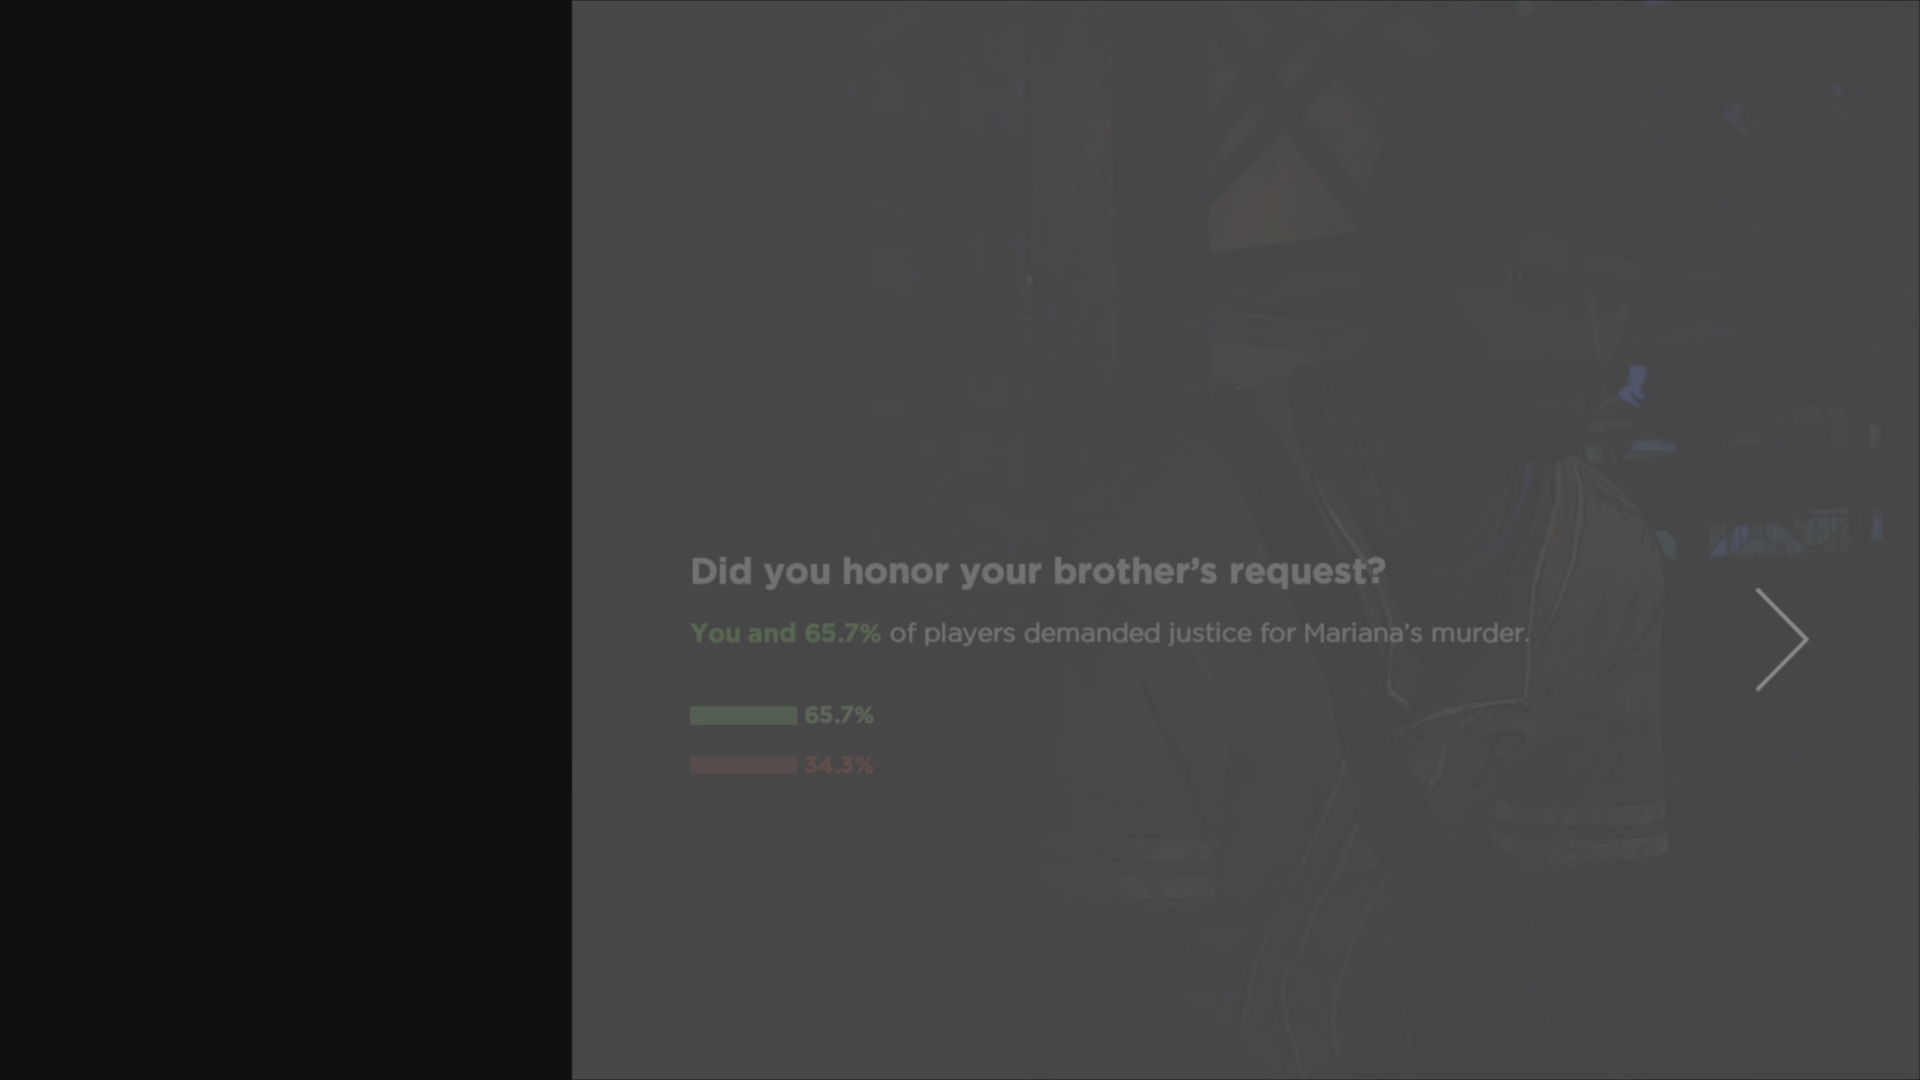 Did you honor your brother’s request?
You and 65.7% of players demanded justice for Mariana’s murder.
65.7%
34.3%